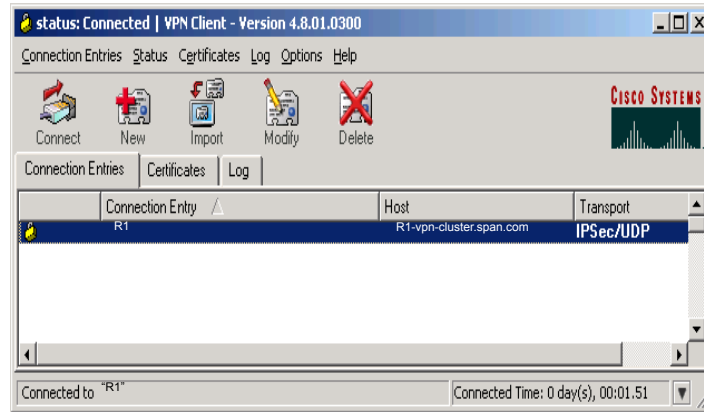 status: Connected | VPN Client - Version 4.8.01.0300
Connection Entries Status Certificates Log Options Help
Connect New Import Modify Delete
CISCO SYSTEMS
Connection Entries Certificates Log
Connection Entry Host Transport
R1 R1-vpn-cluster.span.com IPSec/UDP
Connected to "R1" Connected Time: 0 day(s), 00:01.51